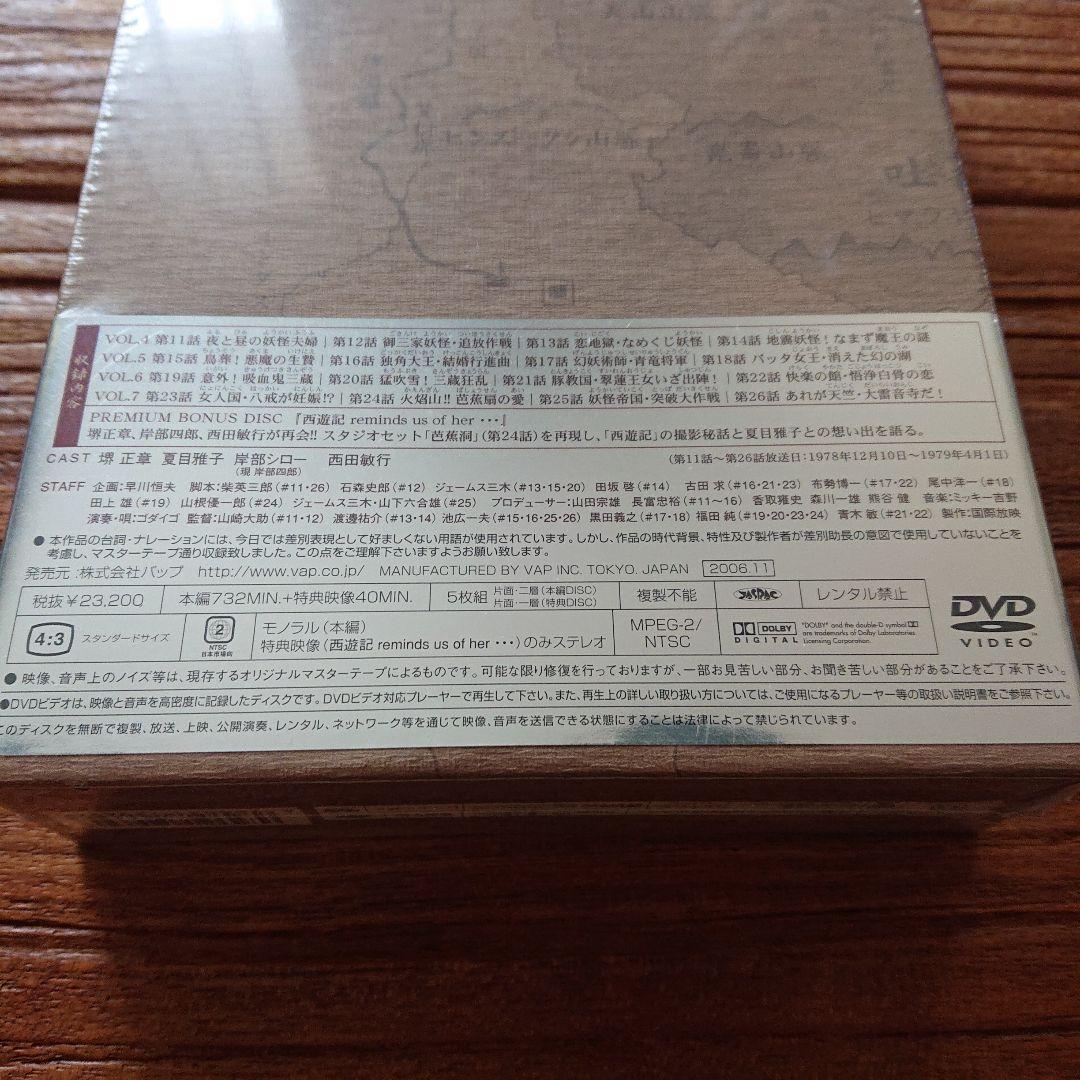 ヒンズークシ山脈
崑崙山脈
吐
収録内容
VOL.4 第11話 夜と昼の妖怪夫婦 | 第12話 御三家妖怪・追放作戦 | 第13話 恋地獄・なめくじ妖怪 | 第14話 地震妖怪!なまず魔王の謎
VOL.5 第15話 鳥葬!悪魔の生贄 | 第16話 独角大王・結婚行進曲 | 第17話 幻妖術師・青竜将軍 | 第18話 バッタ女王・消えた幻の湖
VOL.6 第19話 意外!吸血鬼三蔵 | 第20話 猛吹雪!三蔵狂乱 | 第21話 豚教国・翠蓮王女いざ出陣! | 第22話 快楽の館・悟浄白骨の恋
VOL.7 第23話 女人国・八戒が妊娠!? | 第24話 火焔山!! 芭蕉扇の愛 | 第25話 妖怪帝国・突破大作戦 | 第26話 あれが天竺・大雷音寺だ!
PREMIUM BONUS DISC 『西遊記 reminds us of her ・・・』
堺正章、岸部四郎、西田敏行が再会!! スタジオセット「芭蕉洞」(第24話)を再現し、「西遊記」の撮影秘話と夏目雅子との想い出を語る。
CAST 堺 正章 夏目雅子 岸部シロー 西田敏行
(現 岸部四郎)
(第11話〜第26話放送日:1978年12月10日〜1979年4月1日)
STAFF 企画:早川恒夫 脚本:柴英三郎(#11・26) 石森史郎(#12) ジェームス三木(#13・15・20) 田坂 啓(#14) 古田 求(#16・21・23) 布勢博一(#17・22) 尾中洋一(#18)
田上 雄(#19) 山根優一郎(#24) ジェームス三木・山下六合雄(#25) プロデューサー:山田宗雄 長富忠裕(#11〜16) 香取雍史 森川一雄 熊谷 健 音楽:ミッキー吉野
演奏・唄:ゴダイゴ 監督:山崎大助(#11・12) 渡邊祐介(#13・14) 池広一夫(#15・16・25・26) 黒田義之(#17・18) 福田 純(#19・20・23・24) 青木 敏(#21・22) 製作:国際放映
●本作品の台詞・ナレーションには、今日では差別表現として好ましくない用語が使用されています。しかし、作品の時代背景、特性及び製作者が差別助長の意図で使用していないことを
考慮し、マスターテープ通り収録致しました。この点をご理解下さいますようお願い致します。
発売元:株式会社バップ http://www.vap.co.jp/ MANUFACTURED BY VAP INC. TOKYO. JAPAN 2006.11
税抜¥23,200 本編732MIN.+特典映像40MIN. 5枚組 片面・二層(本編DISC) 片面・一層(特典DISC) 複製不能 JASRAC レンタル禁止
4:3 スタンダードサイズ 2 NTSC 日本市場向 モノラル(本編) MPEG-2/ DOLBY "DOLBY" and the double-D symbol
特典映像(西遊記 reminds us of her ・・・)のみステレオ NTSC DIGITAL are trademarks of Dolby Laboratories Licensing Corporation.
DVD
VIDEO
●映像、音声上のノイズ等は、現存するオリジナルマスターテープによるものです。可能な限り修復を行っておりますが、一部お見苦しい部分、お聞き苦しい部分があることをご了承下さい。
●DVDビデオは、映像と音声を高密度に記録したディスクです。DVDビデオ対応プレーヤーで再生して下さい。また、再生上の詳しい取り扱い方については、ご使用になるプレーヤー等の取扱い説明書をご参照下さい。
このディスクを無断で複製、放送、上映、公開演奏、レンタル、ネットワーク等を通じて映像、音声を送信できる状態にすることは法律によって禁じられています。